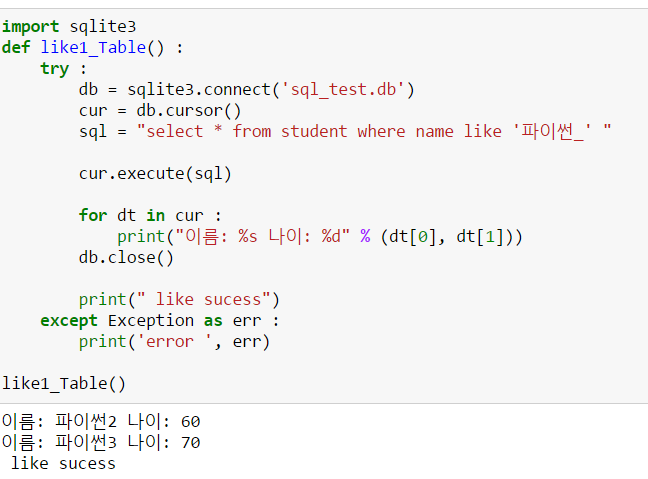 import sqlite3
def like1_Table() :
    try :
        db = sqlite3.connect('sql_test.db')
        cur = db.cursor()
        sql = "select * from student where name like '파이썬_' "

        cur.execute(sql)

        for dt in cur :
            print("이름: %s 나이: %d" % (dt[0], dt[1]))
        db.close()

        print(" like sucess")
    except Exception as err :
        print('error ', err)

like1_Table()
이름: 파이썬2 나이: 60
이름: 파이썬3 나이: 70
 like sucess